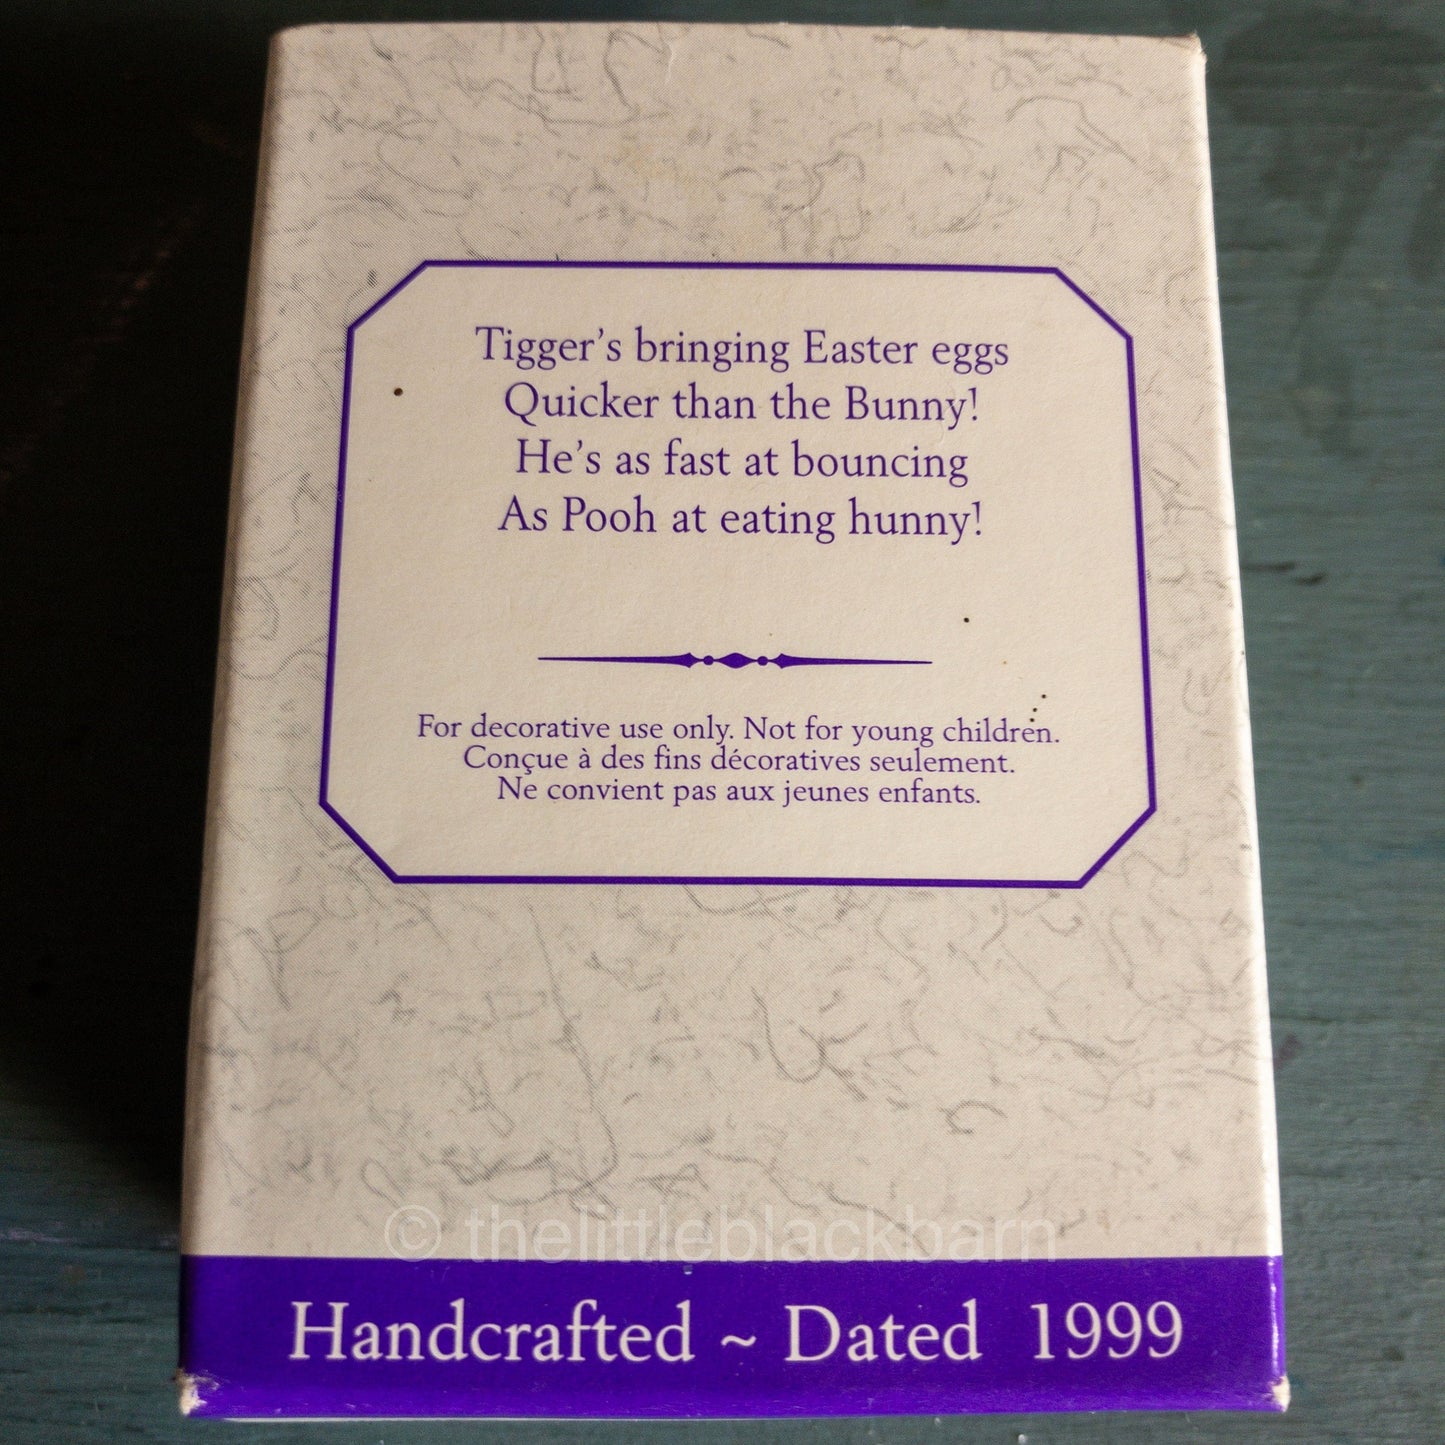 Tigger's bringing Easter eggs
Quicker than the Bunny!
He's as fast at bouncing
As Pooh at eating hunny!
For decorative use only. Not for young children.
Conçue à des fins décoratives seulement.
Ne convient pas aux jeunes enfants.
© thelittleblackbarn
Handcrafted ~ Dated 1999